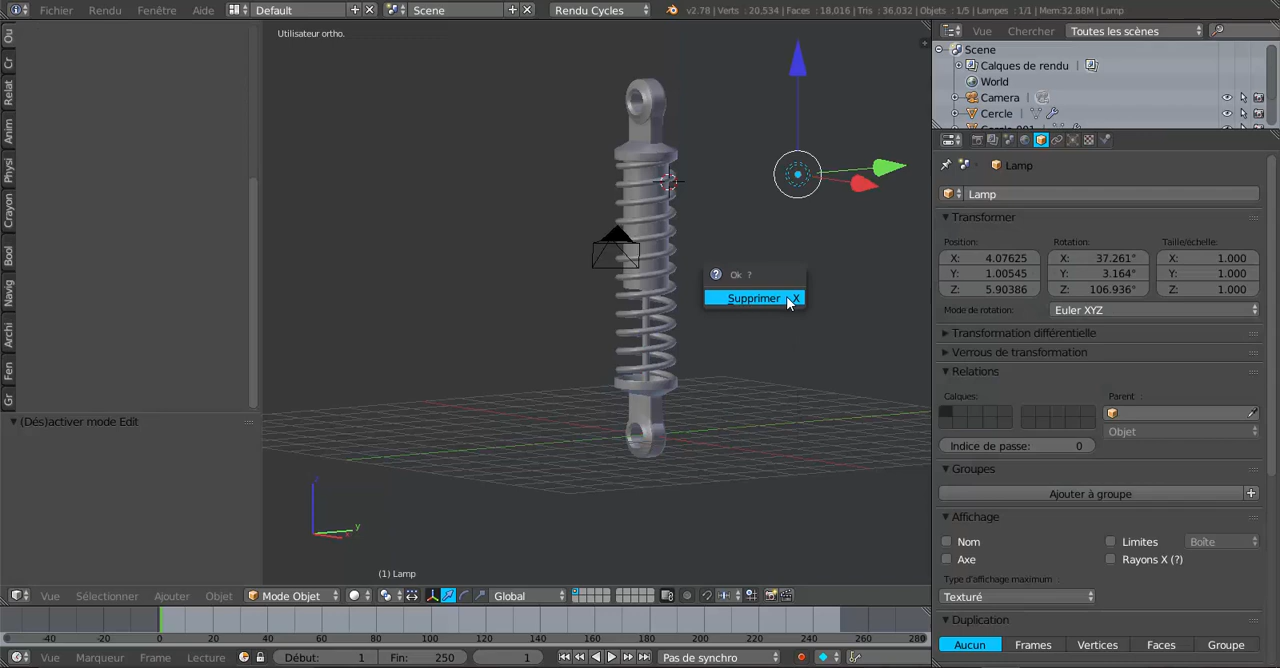 Fichier Rendu Fenêtre Aide Default Scene Rendu Cycles v2.78 | Verts : 20,534 | Faces : 18,016 | Tris : 36,032 | Objets : 1/5 | Lampes : 1/1 | Mem:32.88M | Lamp
Vue Chercher Toutes les scènes
Utilisateur ortho.
Scene
Calques de rendu
World
Camera
Cercle
Cercle.001
Ou
Cr
Relat
Anim
Physi
Crayon
Bool
Navig
Archi
Fen
Gr
(Dés)activer mode Edit
Ok ?
Supprimer X
z
y
x
(1) Lamp
Lamp
Lamp
Transformer
Position: Rotation: Taille/échelle:
X: 4.07625 X: 37.261° X: 1.000
Y: 1.00545 Y: 3.164° Y: 1.000
Z: 5.90386 Z: 106.936° Z: 1.000
Mode de rotation: Euler XYZ
Transformation différentielle
Verrous de transformation
Relations
Calques: Parent :
Objet
Indice de passe: 0
Groupes
Ajouter à groupe
Affichage
Nom Limites Boîte
Axe Rayons X (?)
Type d'affichage maximum :
Texturé
Duplication
Aucun Frames Vertices Faces Groupe
Vue Sélectionner Ajouter Objet Mode Objet Global
-40 -20 0 20 40 60 80 100 120 140 160 180 200 220 240 260 280
Vue Marqueur Frame Lecture Début: 1 Fin: 250 1 Pas de synchro